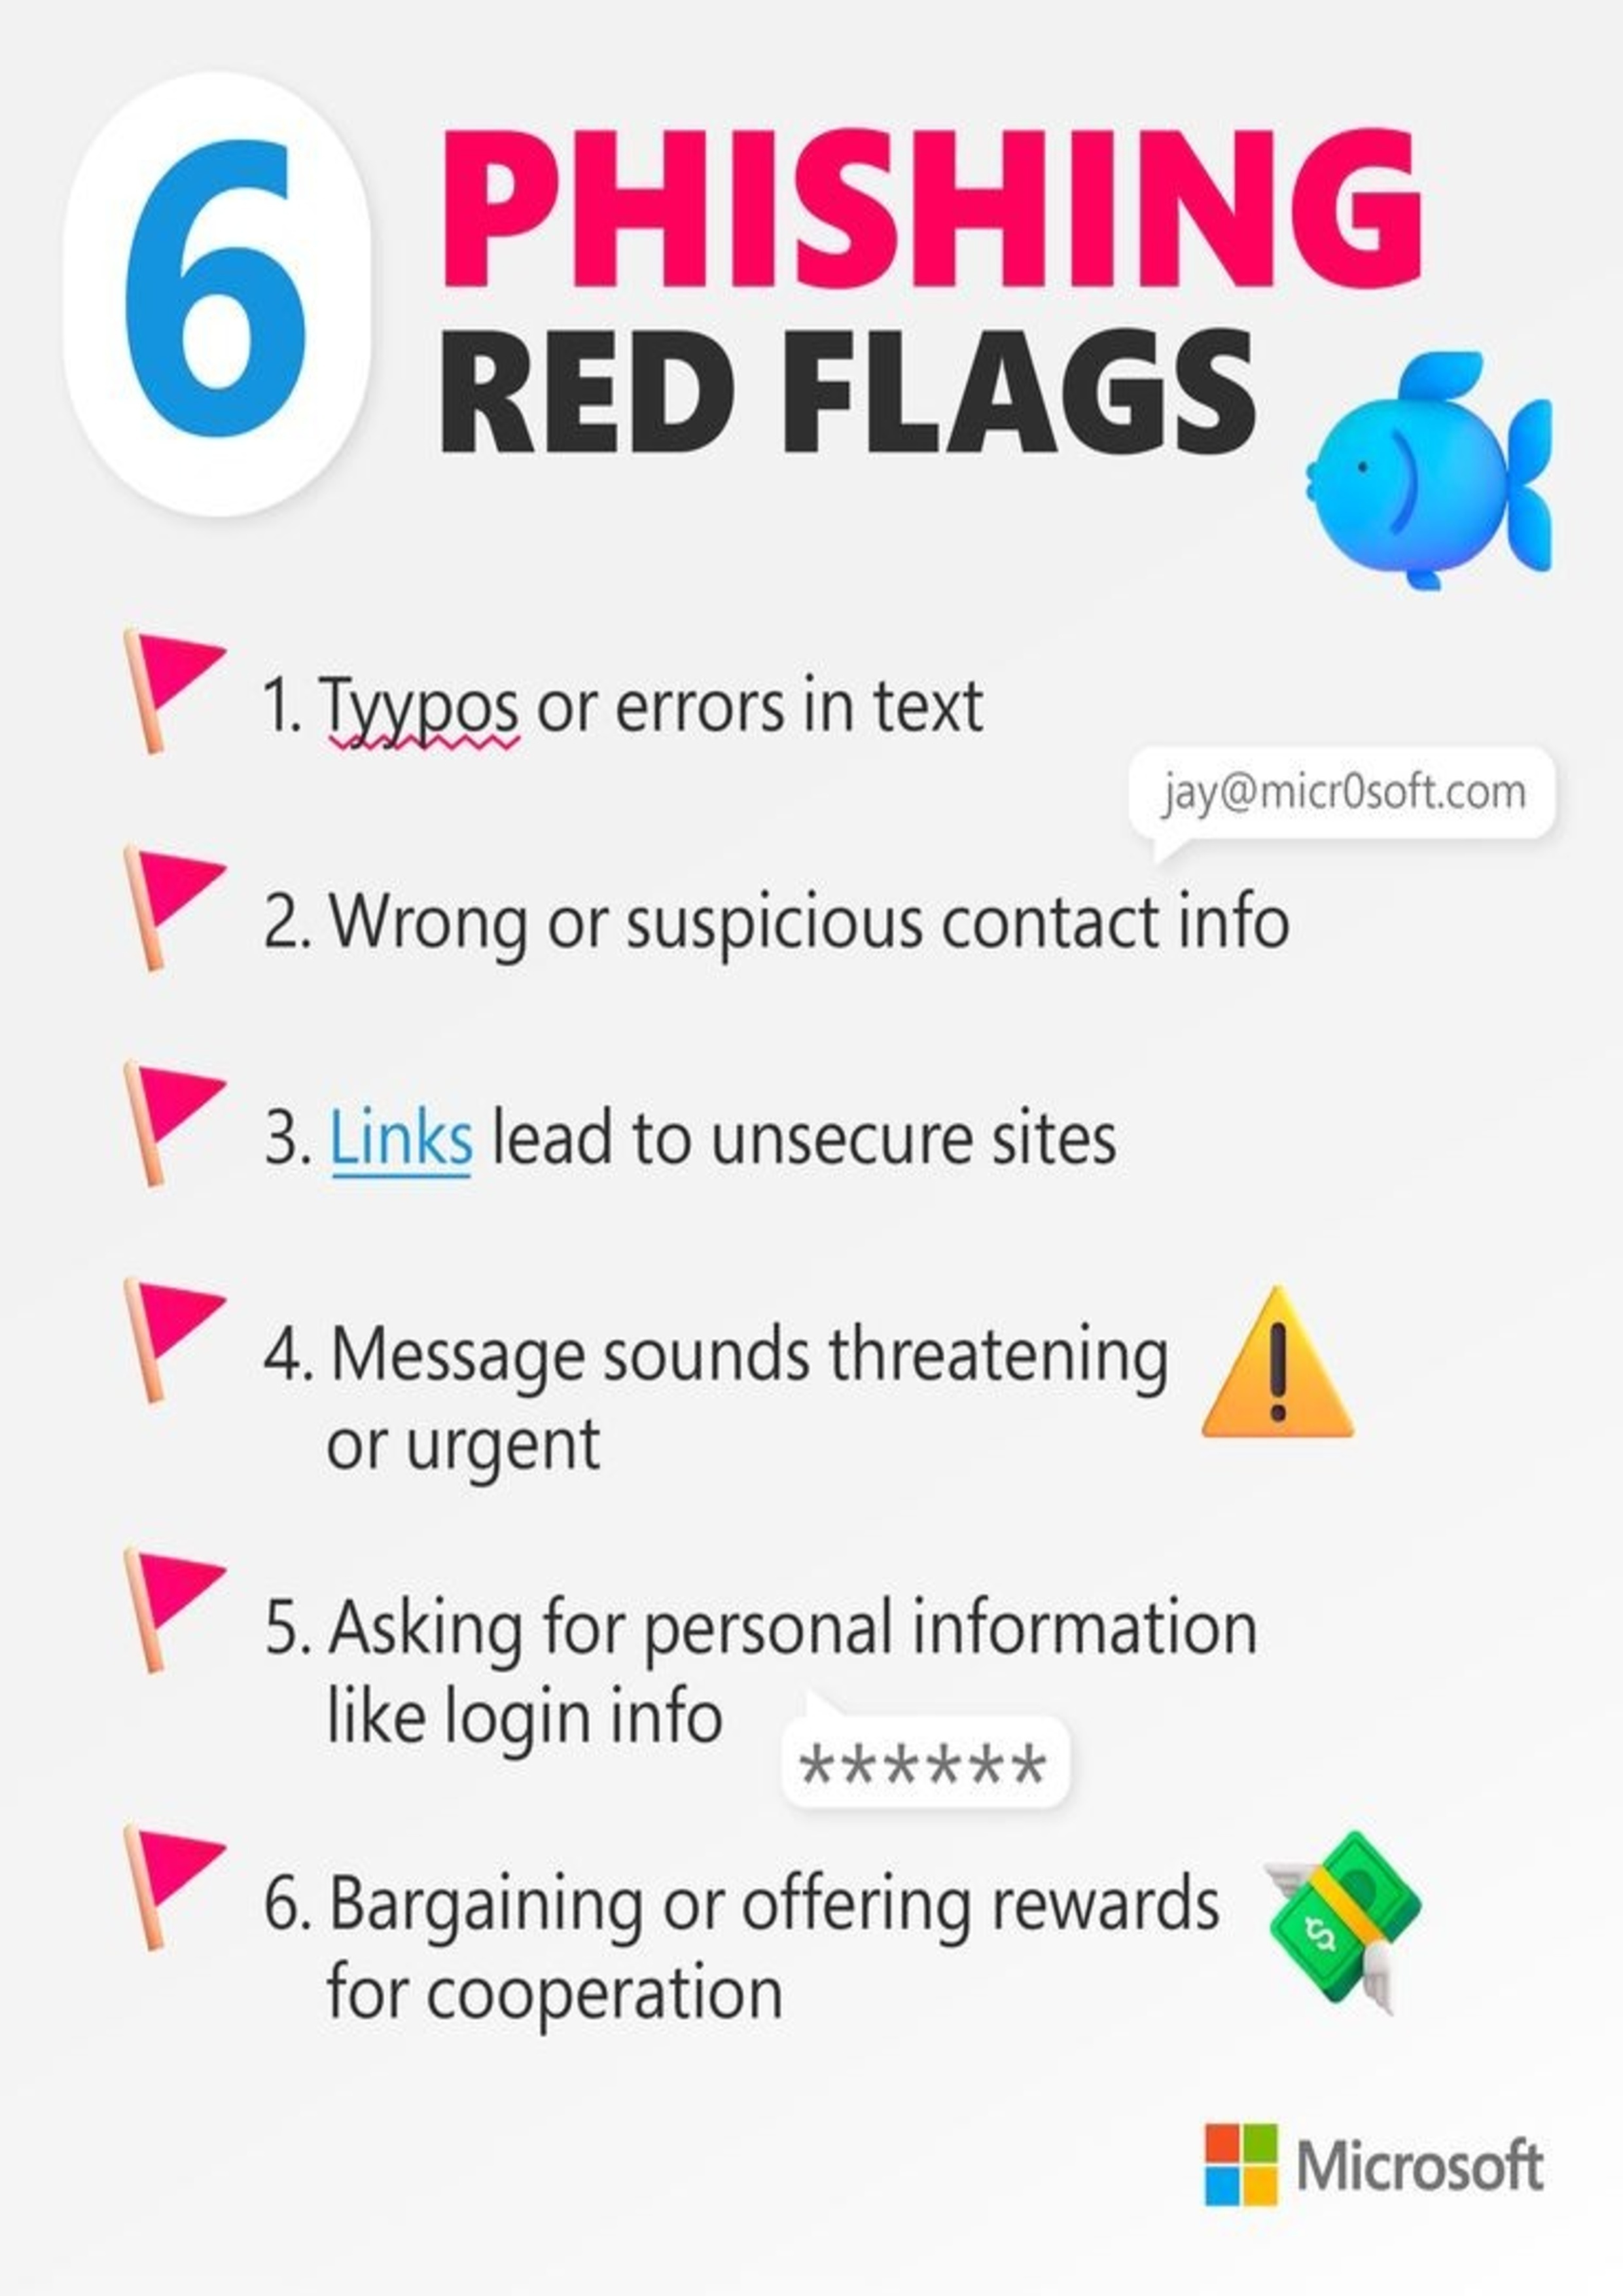 6
PHISHING
RED FLAGS
1. Tyypos or errors in text
jay@micr0soft.com
2. Wrong or suspicious contact info
3. Links lead to unsecure sites
4. Message sounds threatening
or urgent
5. Asking for personal information
like login info
******
6. Bargaining or offering rewards
for cooperation
$
Microsoft